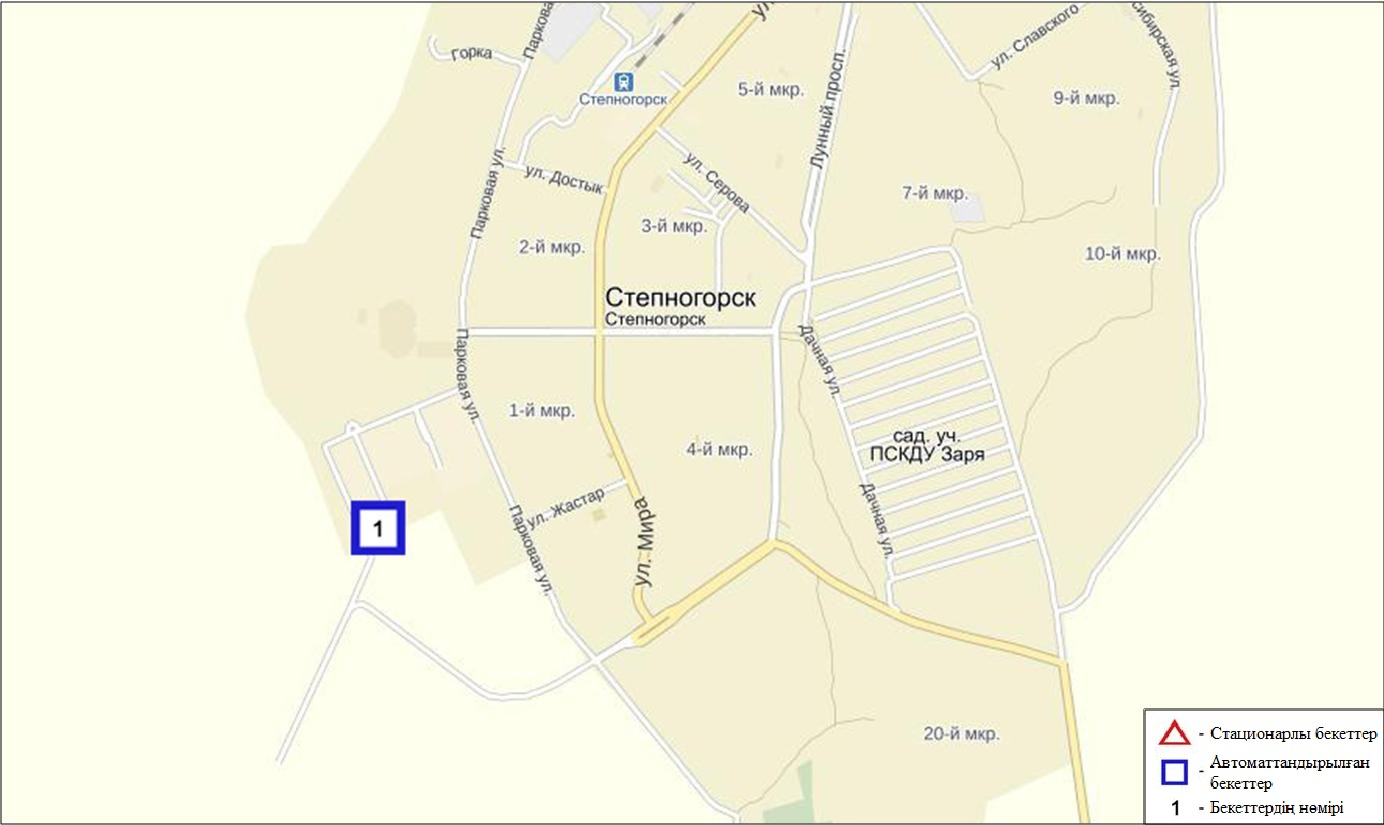 Парковая
ул.
Горка
ул. Славского
сибирская ул.
Степногорск
5-й мкр.
9-й мкр.
Лунный просп.
Парковая ул.
ул. Достык
ул. Серова
7-й мкр.
3-й мкр.
2-й мкр.
10-й мкр.
Степногорск
Степногорск
Парковая ул.
Дачная ул.
1-й мкр.
4-й мкр.
сад. уч.
ПСКДУ Заря
ул. Жастар
Дачная ул.
1
Парковая ул.
ул. Мира
20-й мкр.
- Стационарлы бекеттер
- Автоматтандырылған
бекеттер
1 - Бекеттердің нөмірі